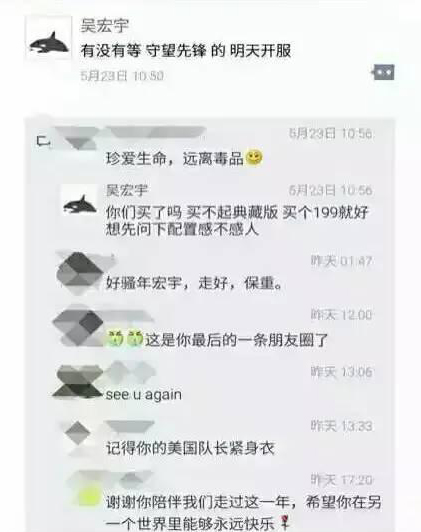 吴宏宇
有没有等 守望先锋 的 明天开服
5月23日 10:50
5月23日 10:56
珍爱生命，远离毒品
吴宏宇
5月23日 10:56
你们买了吗 买不起典藏版 买个199就好
想先问下配置感不感人
昨天 01:47
好骚年宏宇，走好，保重。
昨天 12:00
这是你最后的一条朋友圈了
昨天 13:06
see u again
昨天 13:33
记得你的美国队长紧身衣
昨天 17:20
谢谢你陪伴我们走过这一年，希望你在另
一个世界里能够永远快乐